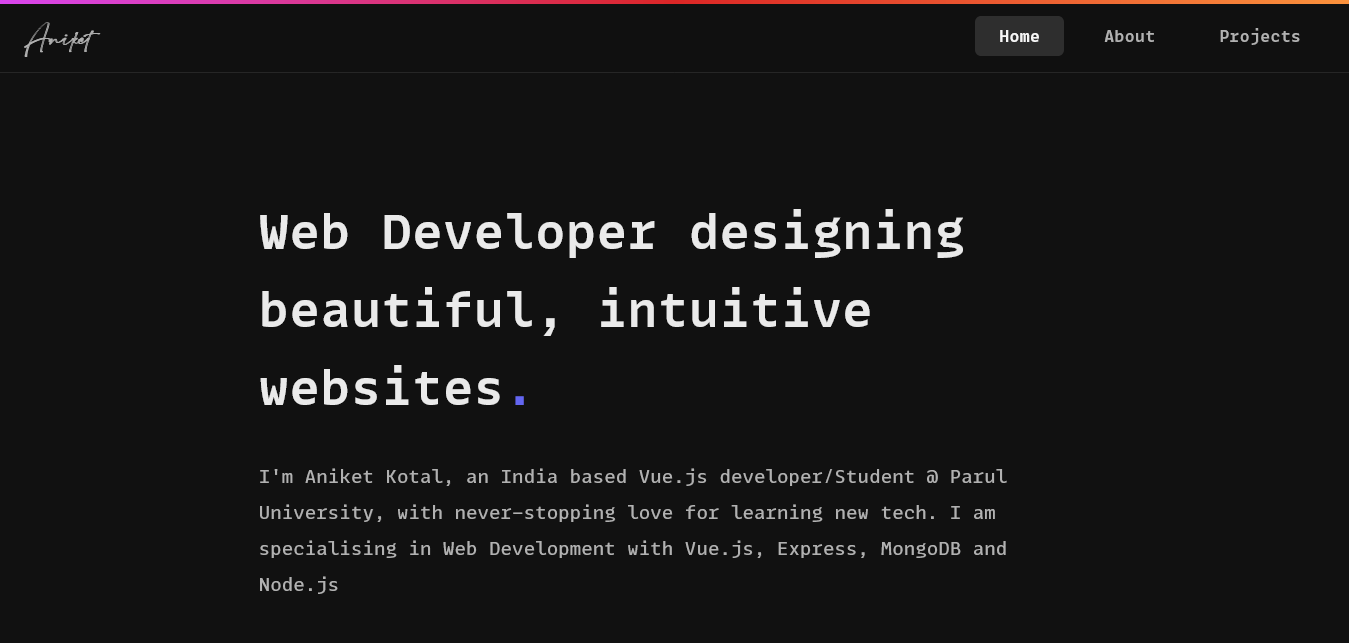 Aniket
Home About Projects
Web Developer designing
beautiful, intuitive
websites.
I'm Aniket Kotal, an India based Vue.js developer/Student @ Parul
University, with never-stopping love for learning new tech. I am
specialising in Web Development with Vue.js, Express, MongoDB and
Node.js